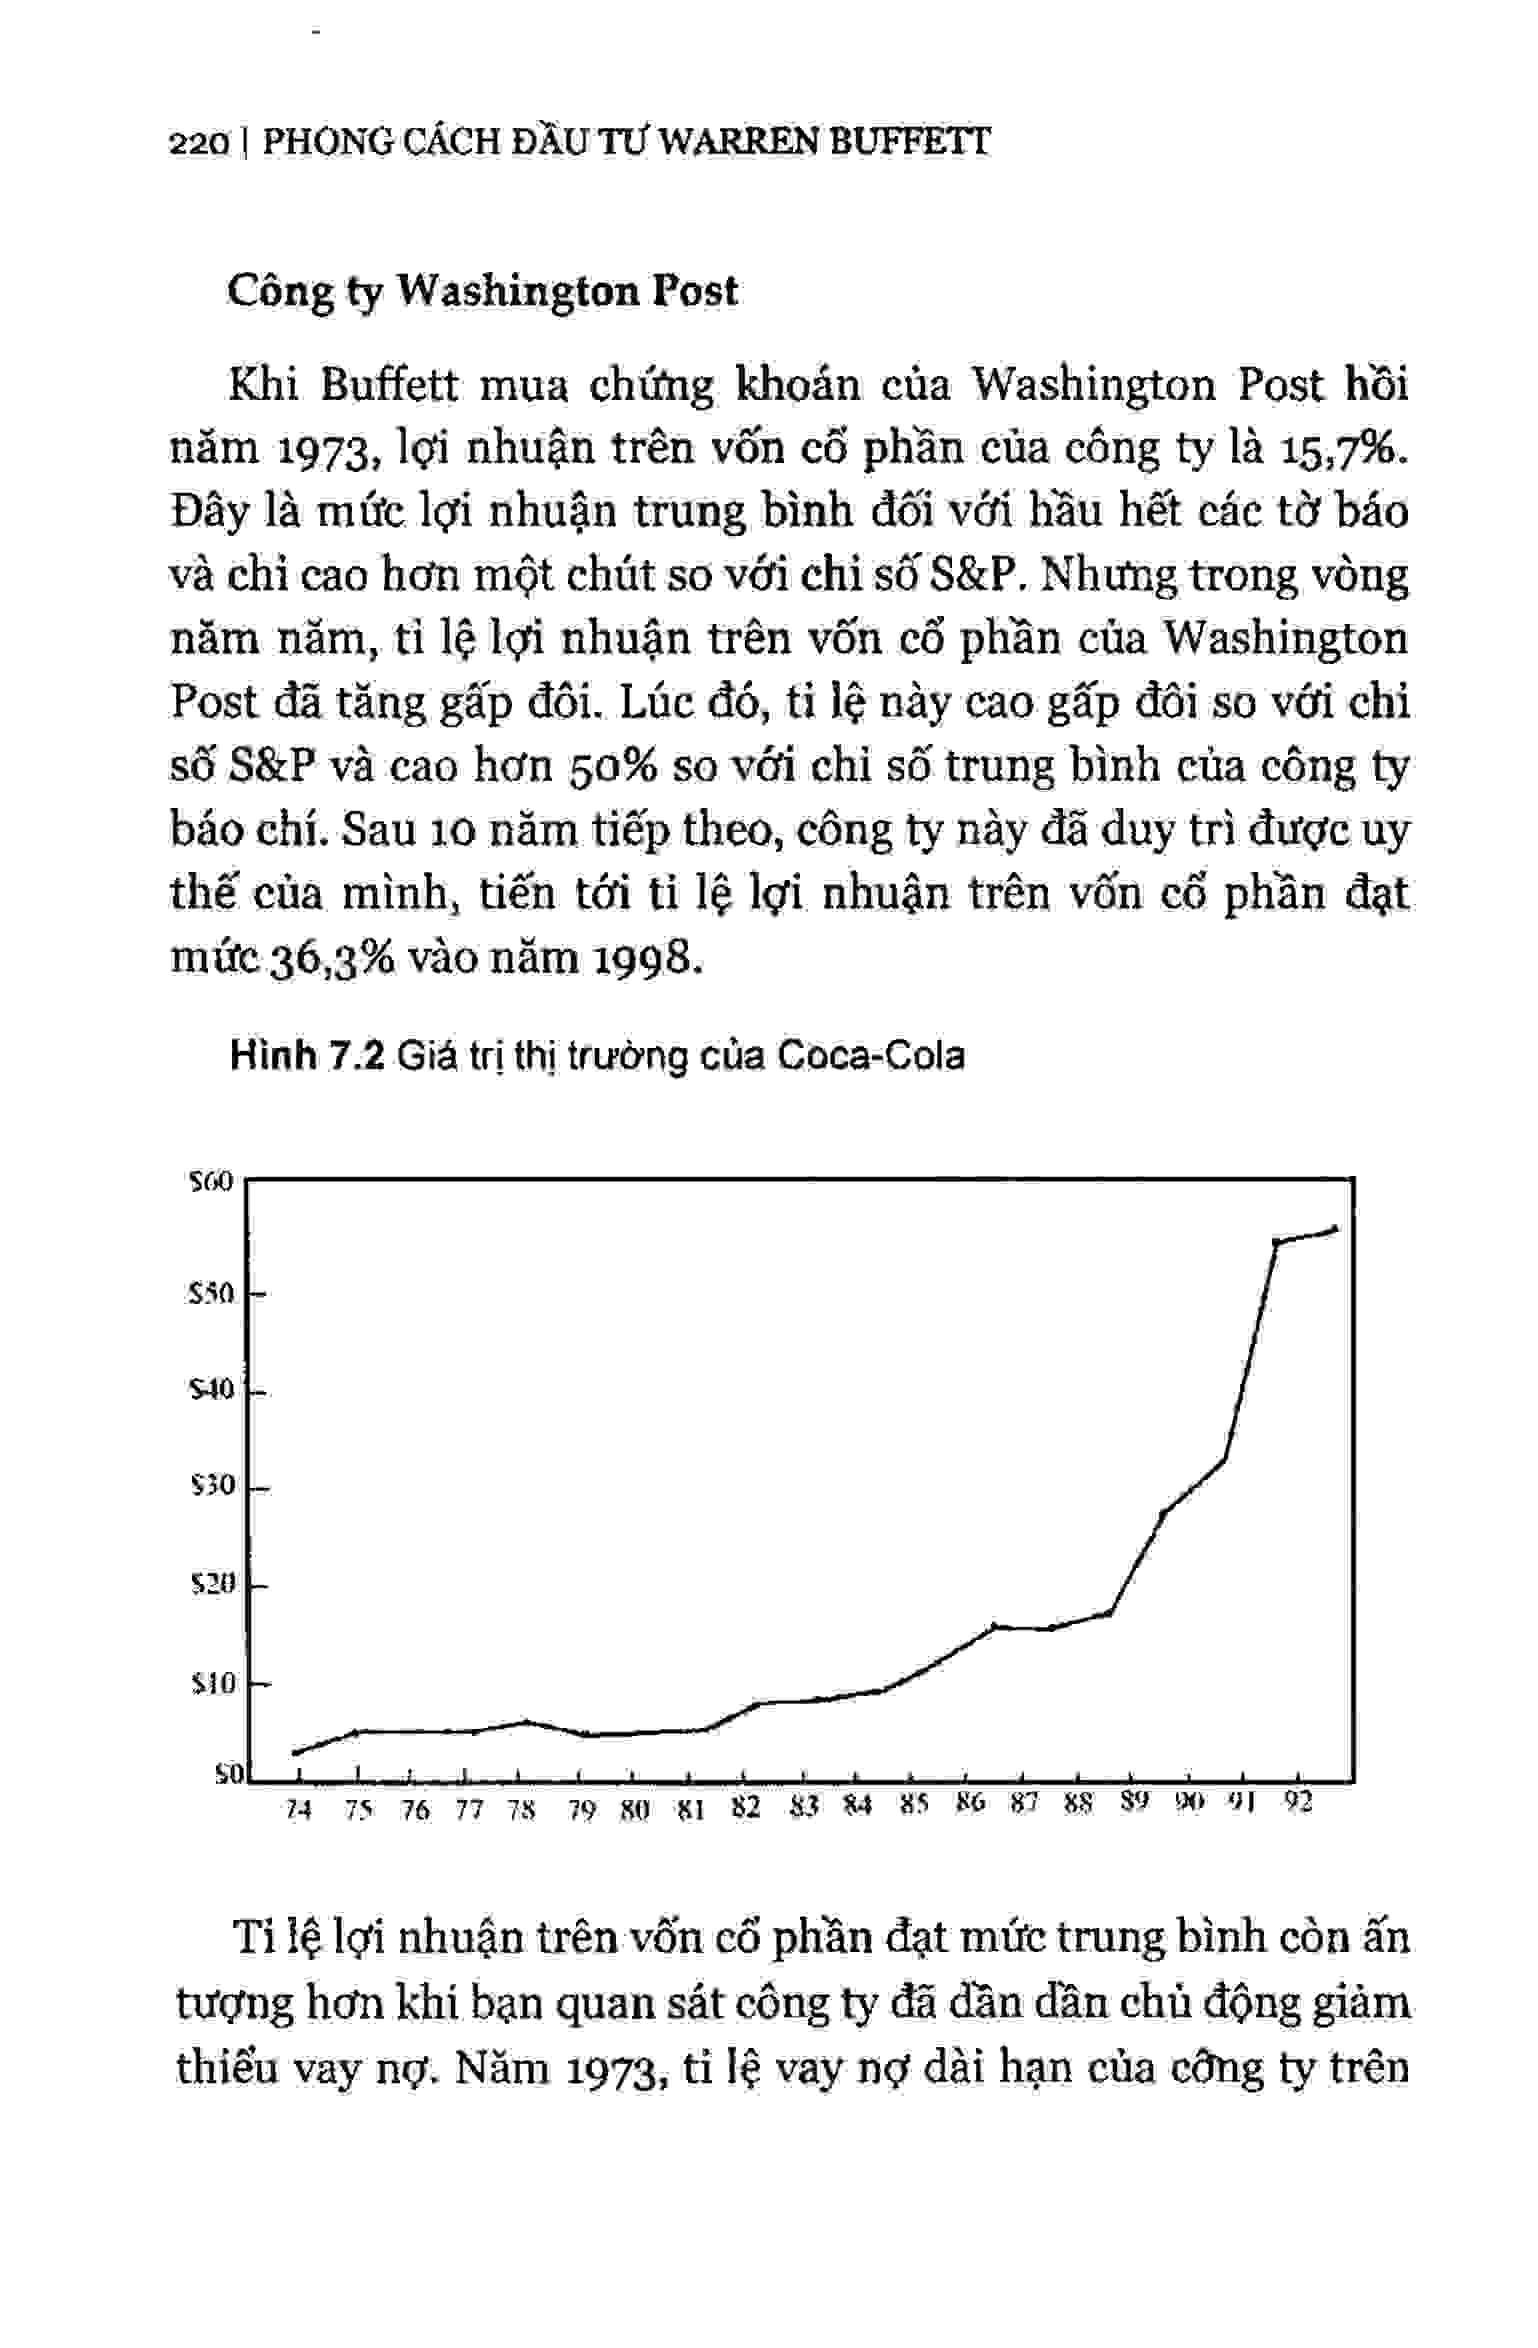 220 | PHONG CÁCH ĐẦU TƯ WARREN BUFFETT
Công ty Washington Post
Khi Buffett mua chứng khoán của Washington Post hồi
năm 1973, lợi nhuận trên vốn cổ phần của công ty là 15,7%.
Đây là mức lợi nhuận trung bình đối với hầu hết các tờ báo
và chỉ cao hơn một chút so với chỉ số S&P. Nhưng trong vòng
năm năm, tỉ lệ lợi nhuận trên vốn cổ phần của Washington
Post đã tăng gấp đôi. Lúc đó, tỉ lệ này cao gấp đôi so với chỉ
số S&P và cao hơn 50% so với chỉ số trung bình của công ty
báo chí. Sau 10 năm tiếp theo, công ty này đã duy trì được uy
thế của mình, tiến tới tỉ lệ lợi nhuận trên vốn cổ phần đạt
mức 36,3% vào năm 1998.
Hình 7.2 Giá trị thị trường của Coca-Cola
$60
$50
$40
$30
$20
$10
$0
74 75 76 77 78 79 80 81 82 83 84 85 86 87 88 89 90 91 92
Tỉ lệ lợi nhuận trên vốn cổ phần đạt mức trung bình còn ấn
tượng hơn khi bạn quan sát công ty đã dần dần chủ động giảm
thiểu vay nợ. Năm 1973, tỉ lệ vay nợ dài hạn của công ty trên